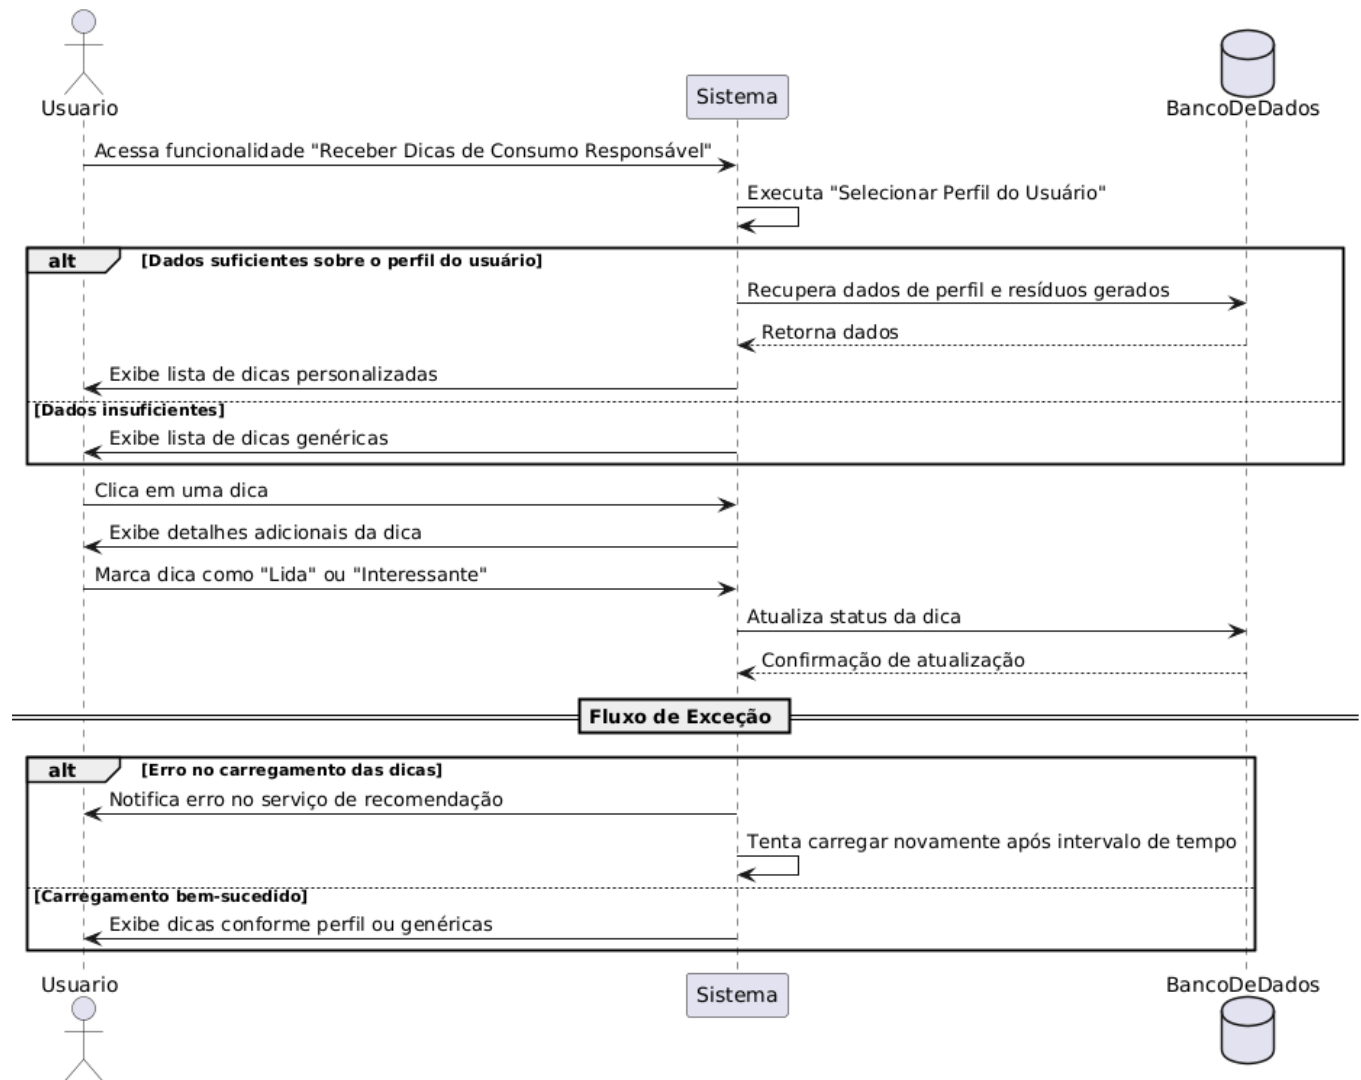 Usuario
Sistema
BancoDeDados
Acessa funcionalidade "Receber Dicas de Consumo Responsável"
Executa "Selecionar Perfil do Usuário"
alt [Dados suficientes sobre o perfil do usuário]
Recupera dados de perfil e resíduos gerados
Retorna dados
Exibe lista de dicas personalizadas
[Dados insuficientes]
Exibe lista de dicas genéricas
Clica em uma dica
Exibe detalhes adicionais da dica
Marca dica como "Lida" ou "Interessante"
Atualiza status da dica
Confirmação de atualização
Fluxo de Exceção
alt [Erro no carregamento das dicas]
Notifica erro no serviço de recomendação
Tenta carregar novamente após intervalo de tempo
[Carregamento bem-sucedido]
Exibe dicas conforme perfil ou genéricas
Usuario
Sistema
BancoDeDados